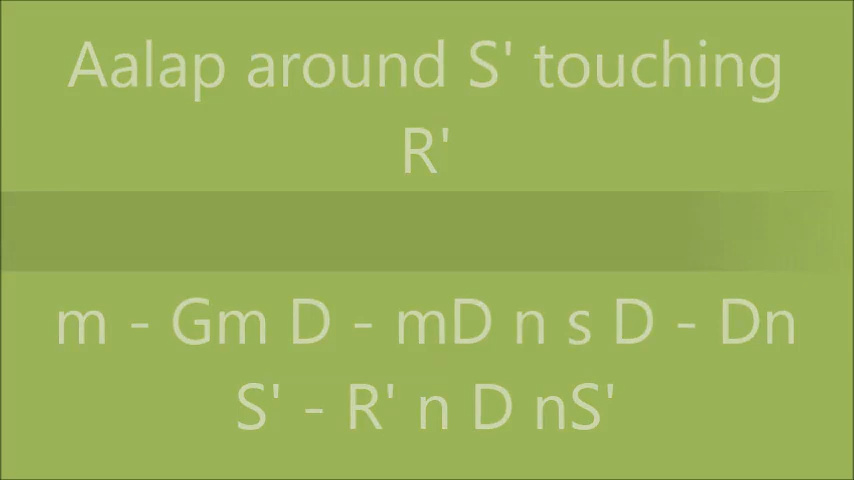 Aalap around S' touching
R'
m - Gm D - mD n s D - Dn
S' - R' n D nS'